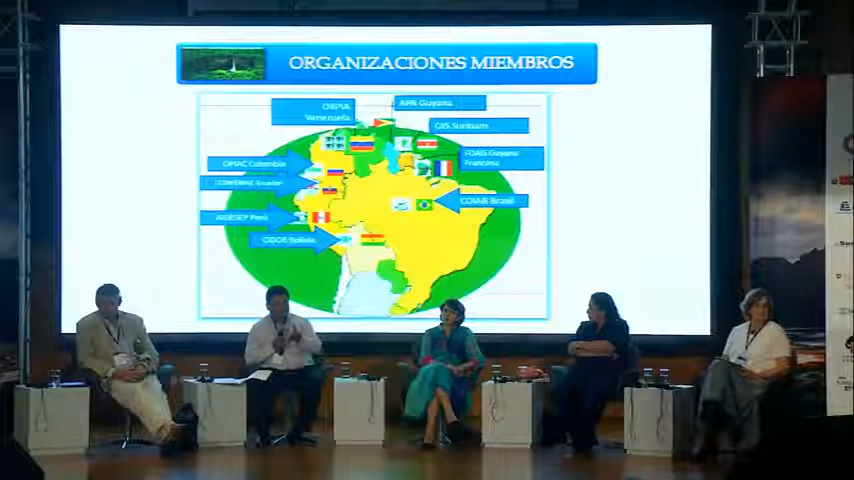 ORGANIZACIONES MIEMBROS
ORPIA
Venezuela
APA Guyana
OIS Surinam
FOAG Guyana
Francesa
OPIAC Colombia
CONFENIAE Ecuador
COIAB Brasil
AIDESEP Perú
CIDOB Bolivia